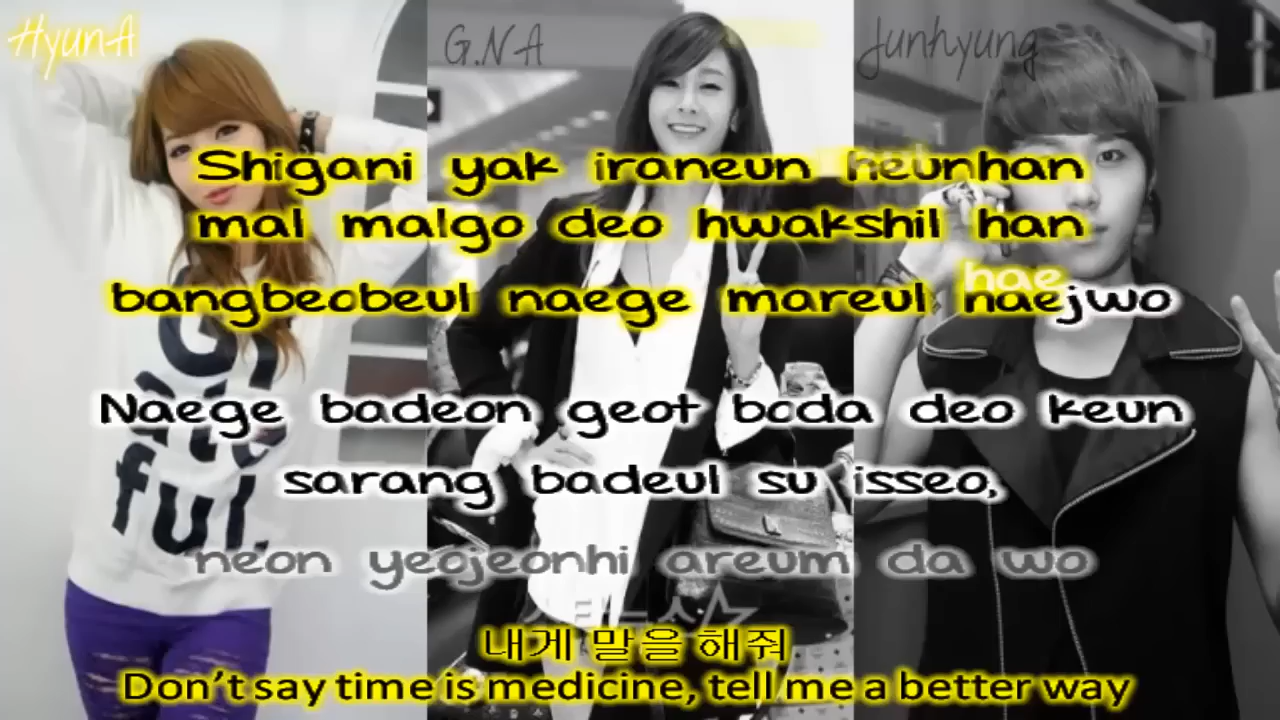 HyunA
G.NA
Junhyung
Shigani yak iraneun heunhan
mal malgo deo hwakshil han
bangbeobeul naege mareul haejwo
hae
Naege badeon geot boda deo keun
sarang badeul su isseo,
neon yeojeonhi areum da wo
내게 말을 해줘
Don't say time is medicine, tell me a better way